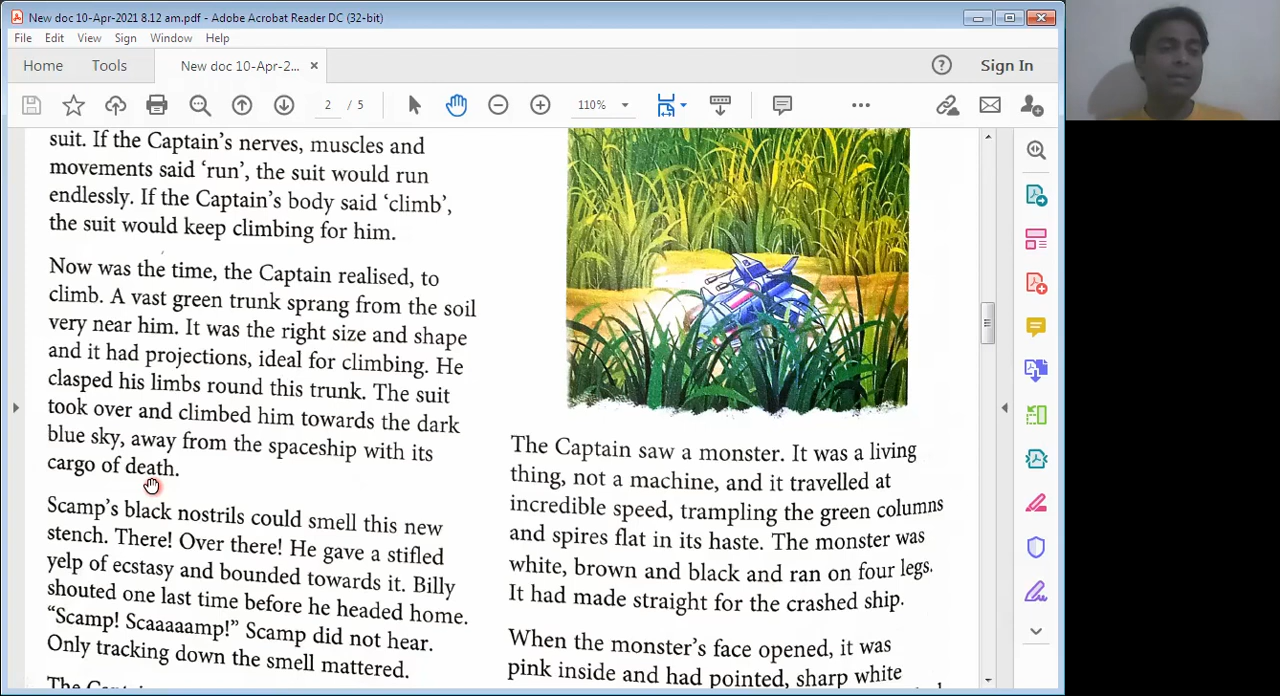 New doc 10-Apr-2021 8.12 am.pdf - Adobe Acrobat Reader DC (32-bit)
File Edit View Sign Window Help
Home Tools New doc 10-Apr-2... × Sign In
2 / 5 110%
suit. If the Captain's nerves, muscles and
movements said 'run', the suit would run
endlessly. If the Captain's body said 'climb',
the suit would keep climbing for him.
Now was the time, the Captain realised, to
climb. A vast green trunk sprang from the soil
very near him. It was the right size and shape
and it had projections, ideal for climbing. He
clasped his limbs round this trunk. The suit
took over and climbed him towards the dark
blue sky, away from the spaceship with its
cargo of death.
Scamp's black nostrils could smell this new
stench. There! Over there! He gave a stifled
yelp of ecstasy and bounded towards it. Billy
shouted one last time before he headed home.
"Scamp! Scaaaaamp!" Scamp did not hear.
Only tracking down the smell mattered.
The Captain saw a monster. It was a living
thing, not a machine, and it travelled at
incredible speed, trampling the green columns
and spires flat in its haste. The monster was
white, brown and black and ran on four legs.
It had made straight for the crashed ship.
When the monster's face opened, it was
pink inside and had pointed, sharp white